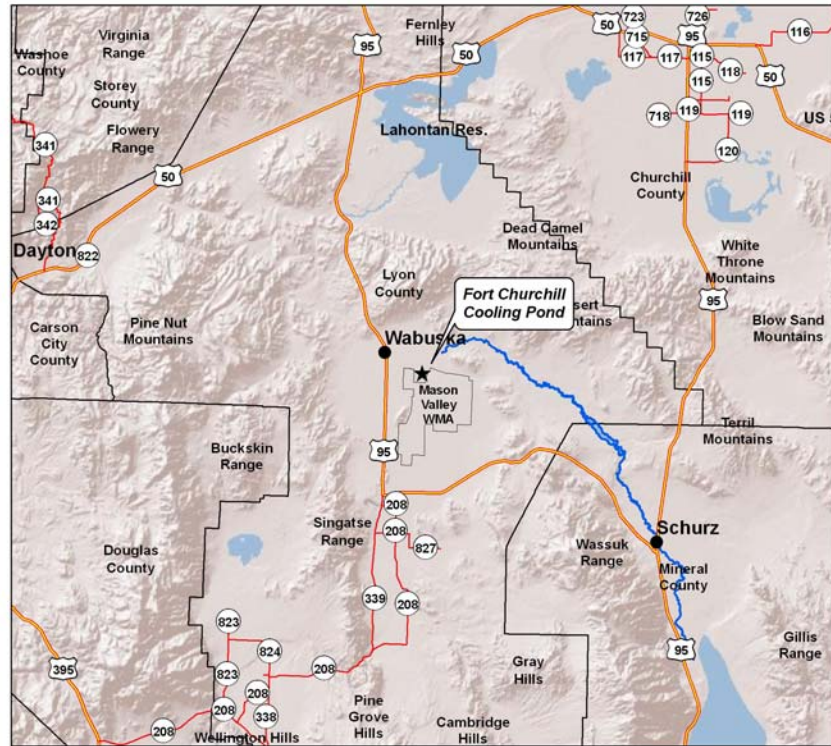 Virginia
Range
Washoe
County
Storey
County
Flowery
Range
Fernley
Hills
95
50
50
723
726
715
95
116
117
117
115
118
115
50
US
718
119
119
120
Lahontan Res.
341
50
341
342
Dayton
822
Churchill
County
Dead Camel
Mountains
White
Throne
Mountains
Lyon
County
Fort Churchill
Cooling Pond
95
Blow Sand
Mountains
Carson
City
County
Pine Nut
Mountains
Wabuska
Mason
Valley
WMA
Terril
Mountains
Buckskin
Range
95
208
208
827
Singatse
Range
Schurz
Wassuk
Range
Mineral
County
Douglas
County
339
208
823
824
823
208
208
208
338
208
395
Gray
Hills
95
Gillis
Range
Pine
Grove
Hills
Cambridge
Hills
Wellington Hills